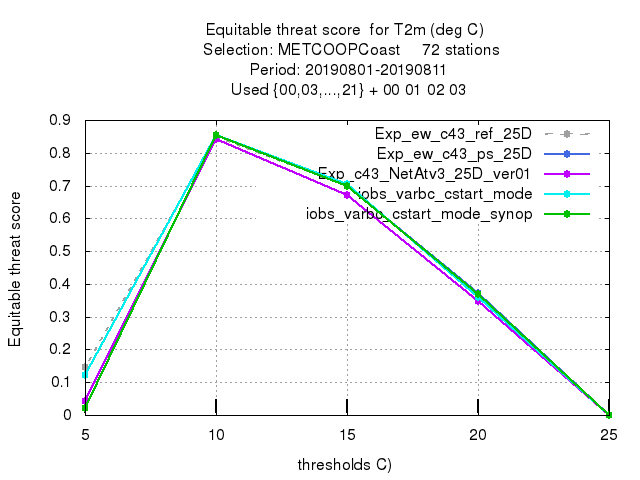 Equitable threat score for T2m (deg C)
Selection: METCOOPCoast 72 stations
Period: 20190801-20190811
Used {00,03,...,21} + 00 01 02 03
Equitable threat score
0.9
0.8
0.7
0.6
0.5
0.4
0.3
0.2
0.1
0
Exp_ew_c43_ref_25D
Exp_ew_c43_ps_25D
Exp_c43_NetAtv3_25D_ver01
iobs_varbc_cstart_mode
iobs_varbc_cstart_mode_synop
5 10 15 20 25
thresholds C)